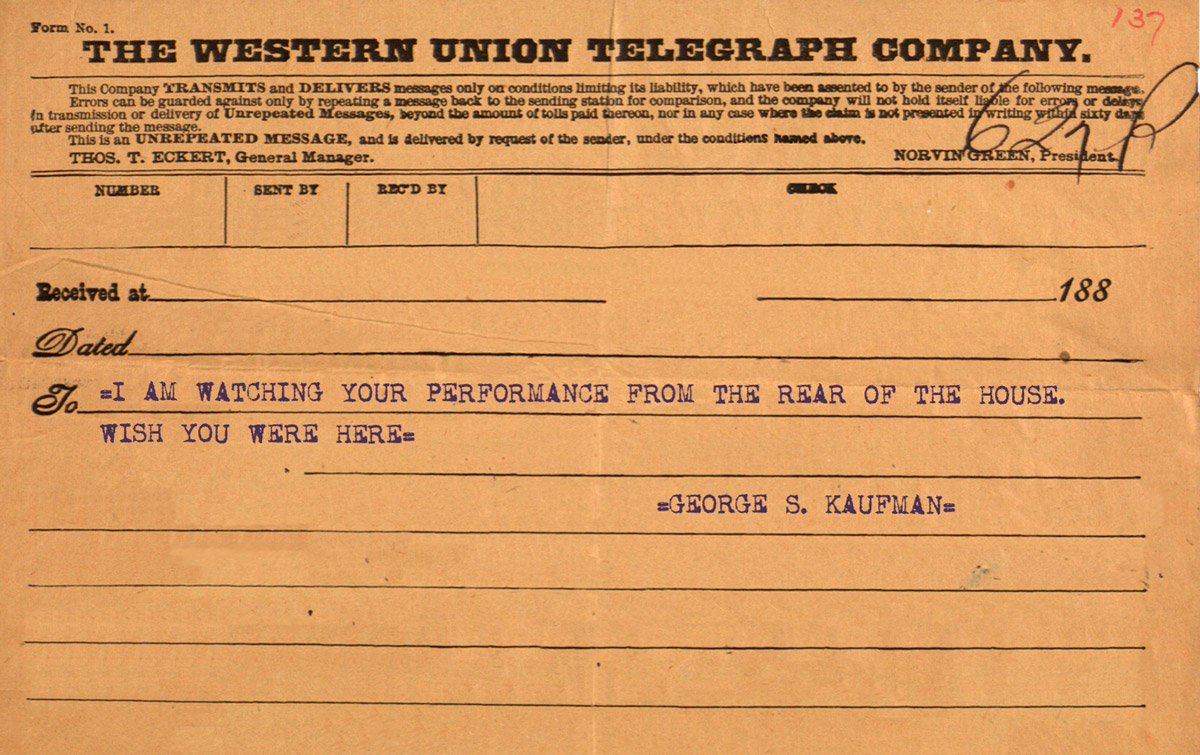 137
Form No. 1.
THE WESTERN UNION TELEGRAPH COMPANY.
This Company TRANSMITS and DELIVERS messages only on conditions limiting its liability, which have been assented to by the sender of the following message.
Errors can be guarded against only by repeating a message back to the sending station for comparison, and the company will not hold itself liable for errors or delays
in transmission or delivery of Unrepeated Messages, beyond the amount of tolls paid thereon, nor in any case where the claim is not presented in writing within sixty days
after sending the message.
This is an UNREPEATED MESSAGE, and is delivered by request of the sender, under the conditions named above.
THOS. T. ECKERT, General Manager. NORVIN GREEN, President.
NUMBER SENT BY REC'D BY CHECK
Received at 188
Dated
To =I AM WATCHING YOUR PERFORMANCE FROM THE REAR OF THE HOUSE.
WISH YOU WERE HERE=
=GEORGE S. KAUFMAN=